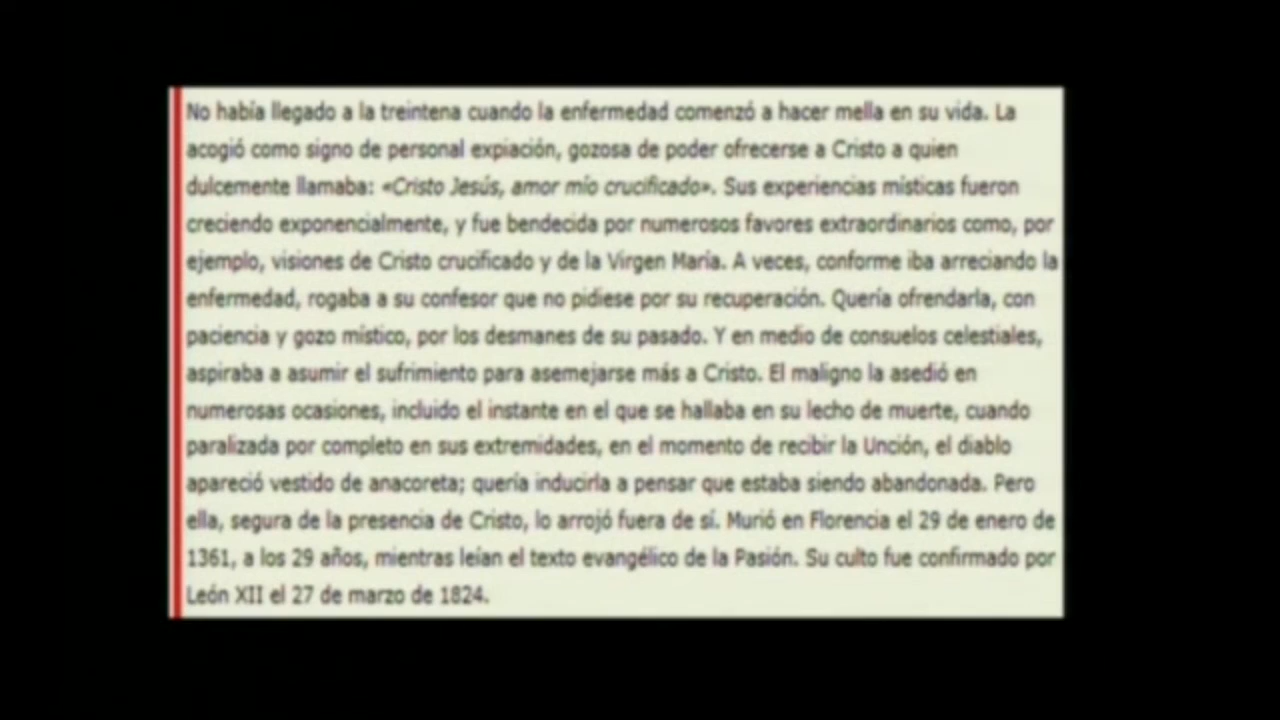 No había llegado a la treintena cuando la enfermedad comenzó a hacer mella en su vida. La
acogió como signo de personal expiación, gozosa de poder ofrecerse a Cristo a quien
dulcemente llamaba: «Cristo Jesús, amor mío crucificado». Sus experiencias místicas fueron
creciendo exponencialmente, y fue bendecida por numerosos favores extraordinarios como, por
ejemplo, visiones de Cristo crucificado y de la Virgen María. A veces, conforme iba arreciando la
enfermedad, rogaba a su confesor que no pidiese por su recuperación. Quería ofrendarla, con
paciencia y gozo místico, por los desmanes de su pasado. Y en medio de consuelos celestiales,
aspiraba a asumir el sufrimiento para asemejarse más a Cristo. El maligno la asedió en
numerosas ocasiones, incluido el instante en el que se hallaba en su lecho de muerte, cuando
paralizada por completo en sus extremidades, en el momento de recibir la Unción, el diablo
apareció vestido de anacoreta; quería inducirla a pensar que estaba siendo abandonada. Pero
ella, segura de la presencia de Cristo, lo arrojó fuera de sí. Murió en Florencia el 29 de enero de
1361, a los 29 años, mientras leían el texto evangélico de la Pasión. Su culto fue confirmado por
León XII el 27 de marzo de 1824.